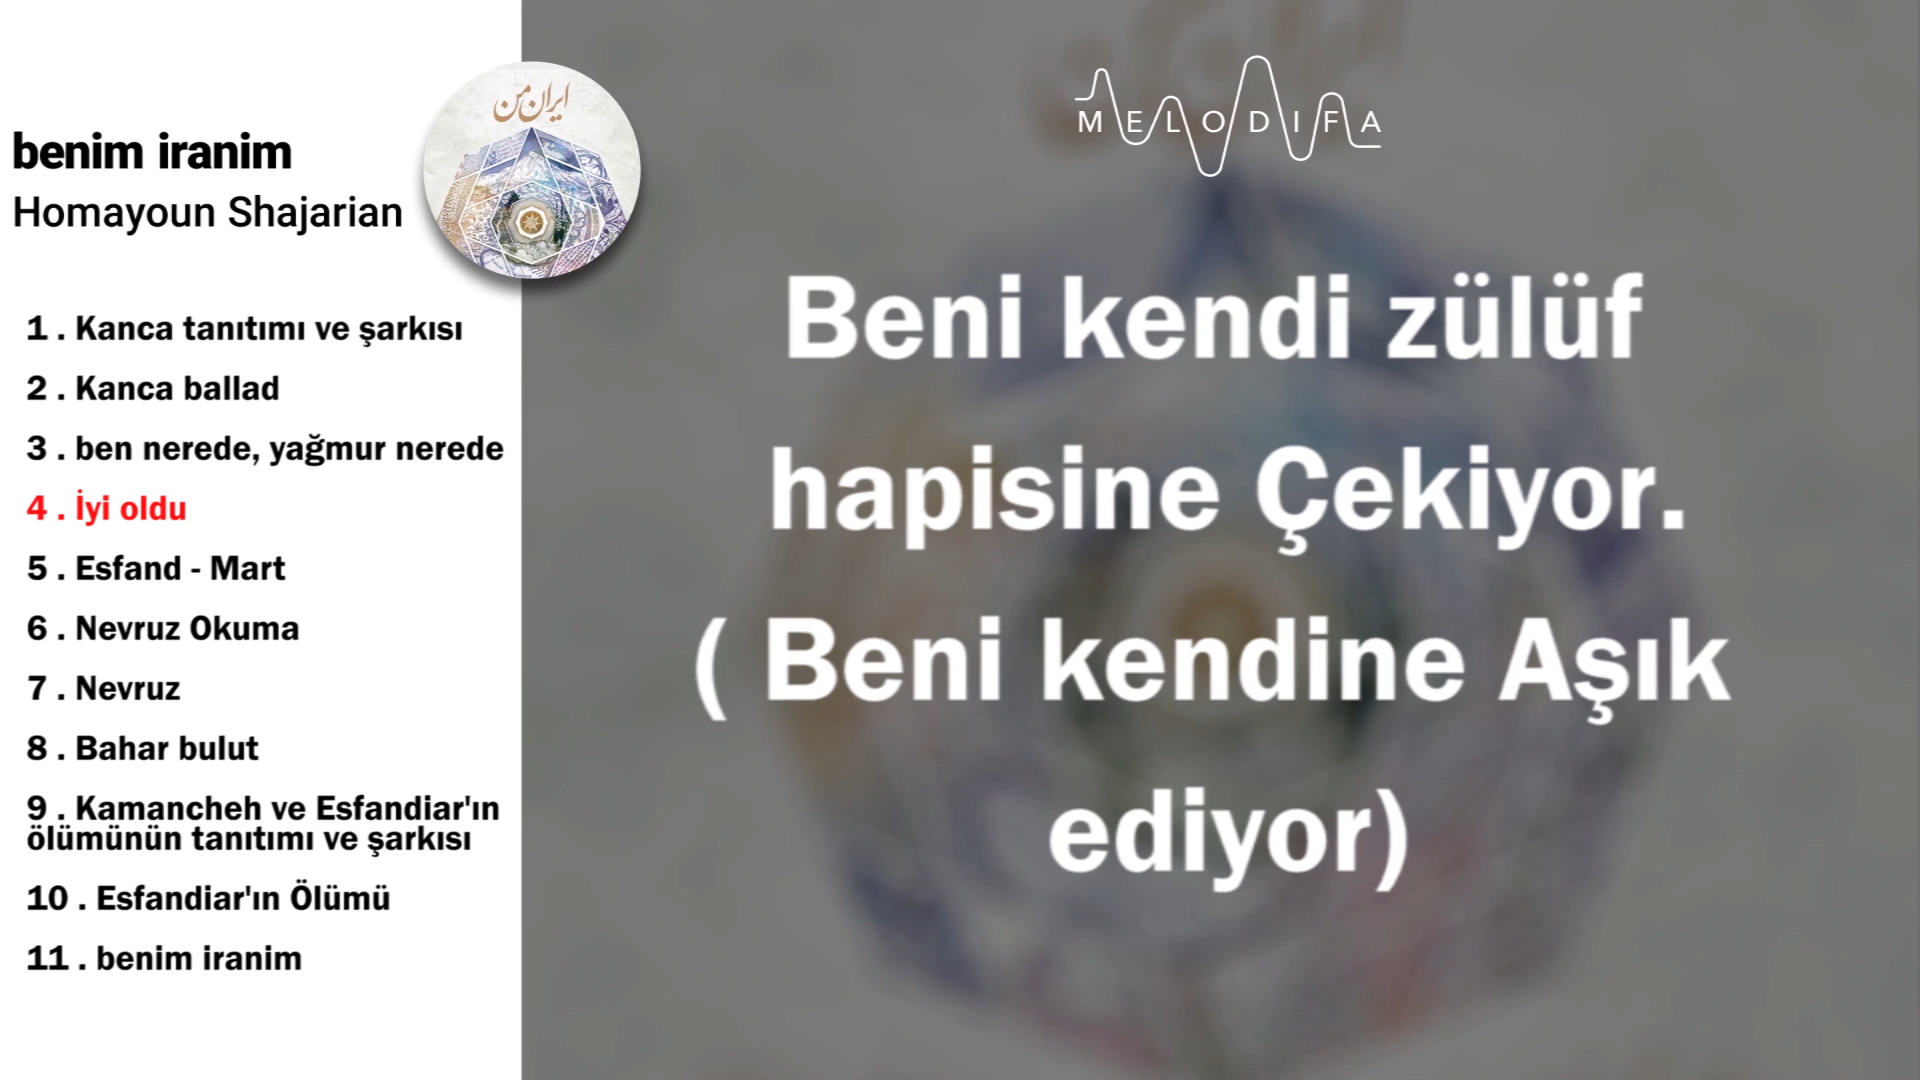 benim iranim
Homayoun Shajarian
ایران من
1 . Kanca tanıtımı ve şarkısı
2 . Kanca ballad
3 . ben nerede, yağmur nerede
4 . İyi oldu
5 . Esfand - Mart
6 . Nevruz Okuma
7 . Nevruz
8 . Bahar bulut
9 . Kamancheh ve Esfandiar'ın
ölümünün tanıtımı ve şarkısı
10 . Esfandiar'ın Ölümü
11 . benim iranim
MELODIFA
Beni kendi zülüf
hapisine Çekiyor.
( Beni kendine Aşık
ediyor)